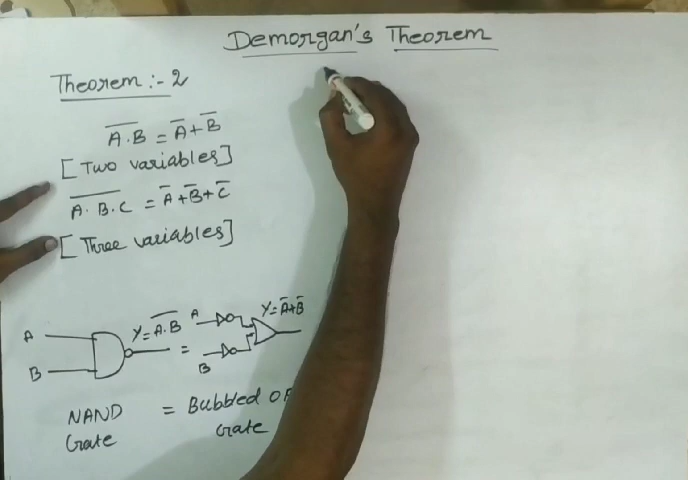 Demorgan's Theorem
Theorem :- 2
A̅.̅B̅ = A̅ + B̅
[Two variables]
A̅.̅B̅.̅C̅ = A̅+B̅+C̅
[Three variables]
A
B
Y=A̅.̅B̅
=
A
B
Y=A̅+B̅
NAND = Bubbled
Gate Gate